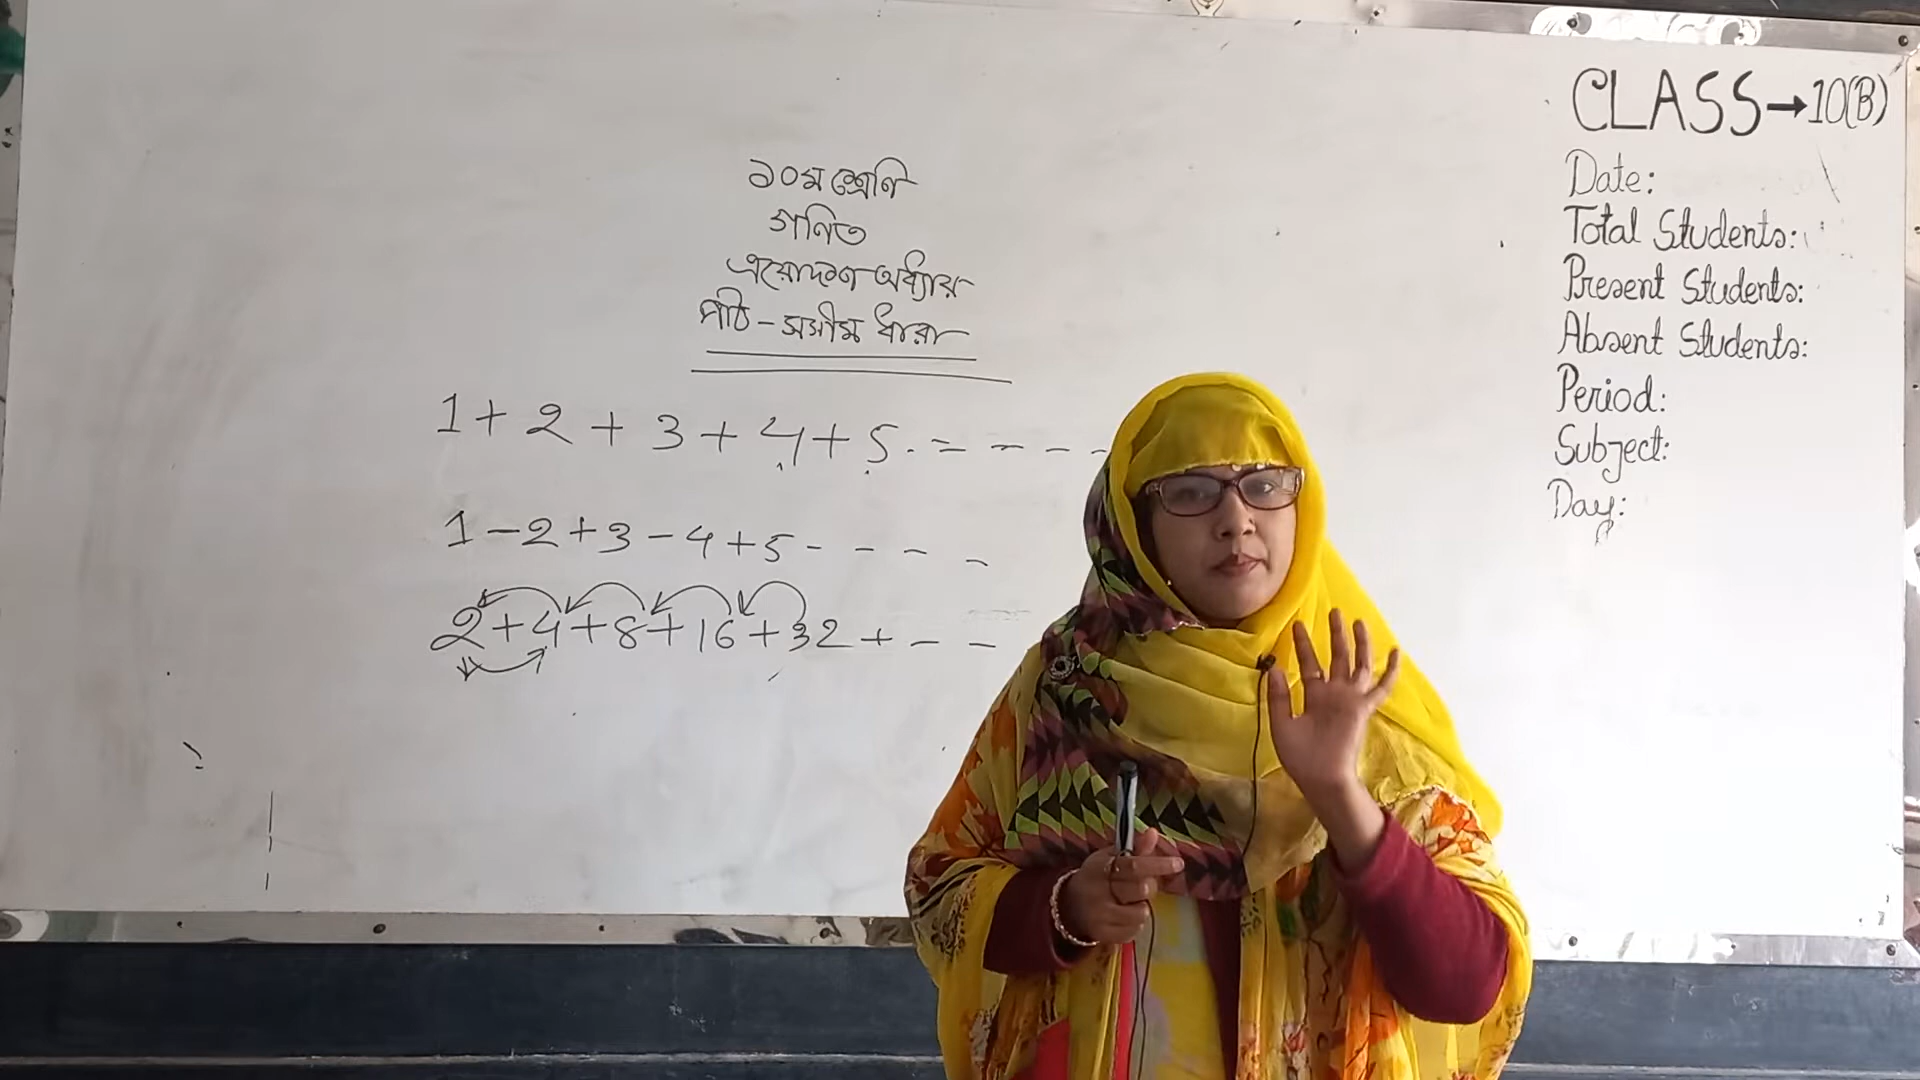 ১০ম শ্রেণি
গনিত
ত্রয়োদশ অধ্যায়
পাঠ - সসীম ধারা
1 + 2 + 3 + 4 + 5 - - - -
1 - 2 + 3 - 4 + 5 - - - -
2 + 4 + 8 + 16 + 32 + - -
CLASS → 10(B)
Date:
Total Students:
Present Students:
Absent Students:
Period:
Subject:
Day: